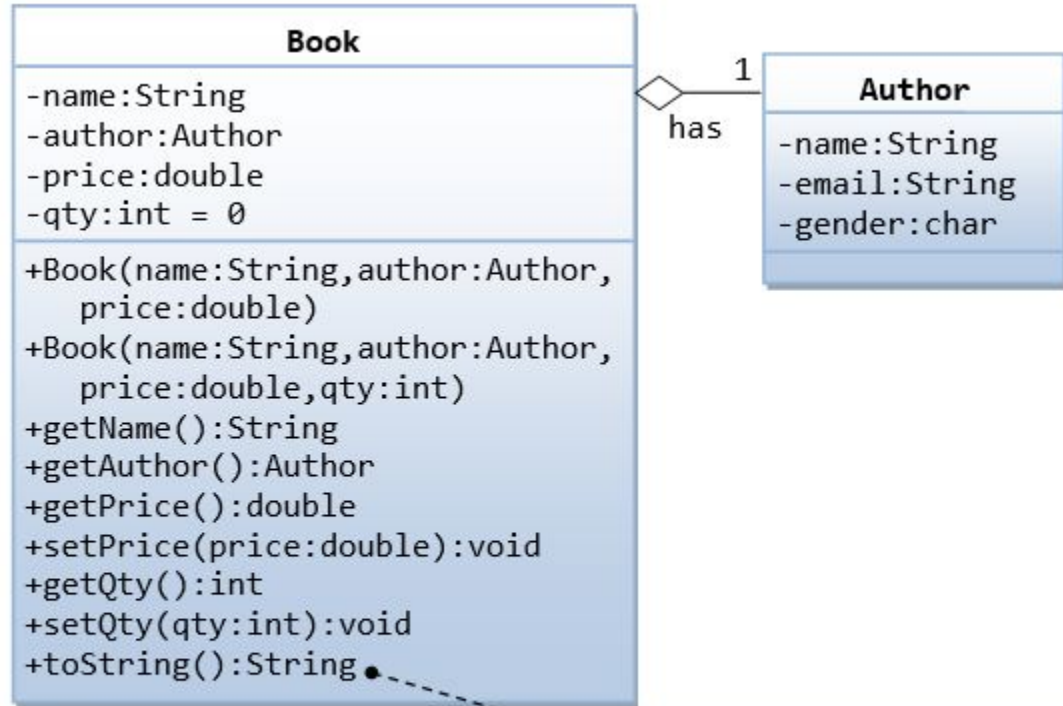 Book
-name:String
-author:Author
-price:double
-qty:int = 0
+Book(name:String,author:Author,
price:double)
+Book(name:String,author:Author,
price:double,qty:int)
+getName():String
+getAuthor():Author
+getPrice():double
+setPrice(price:double):void
+getQty():int
+setQty(qty:int):void
+toString():String
1
has
Author
-name:String
-email:String
-gender:char